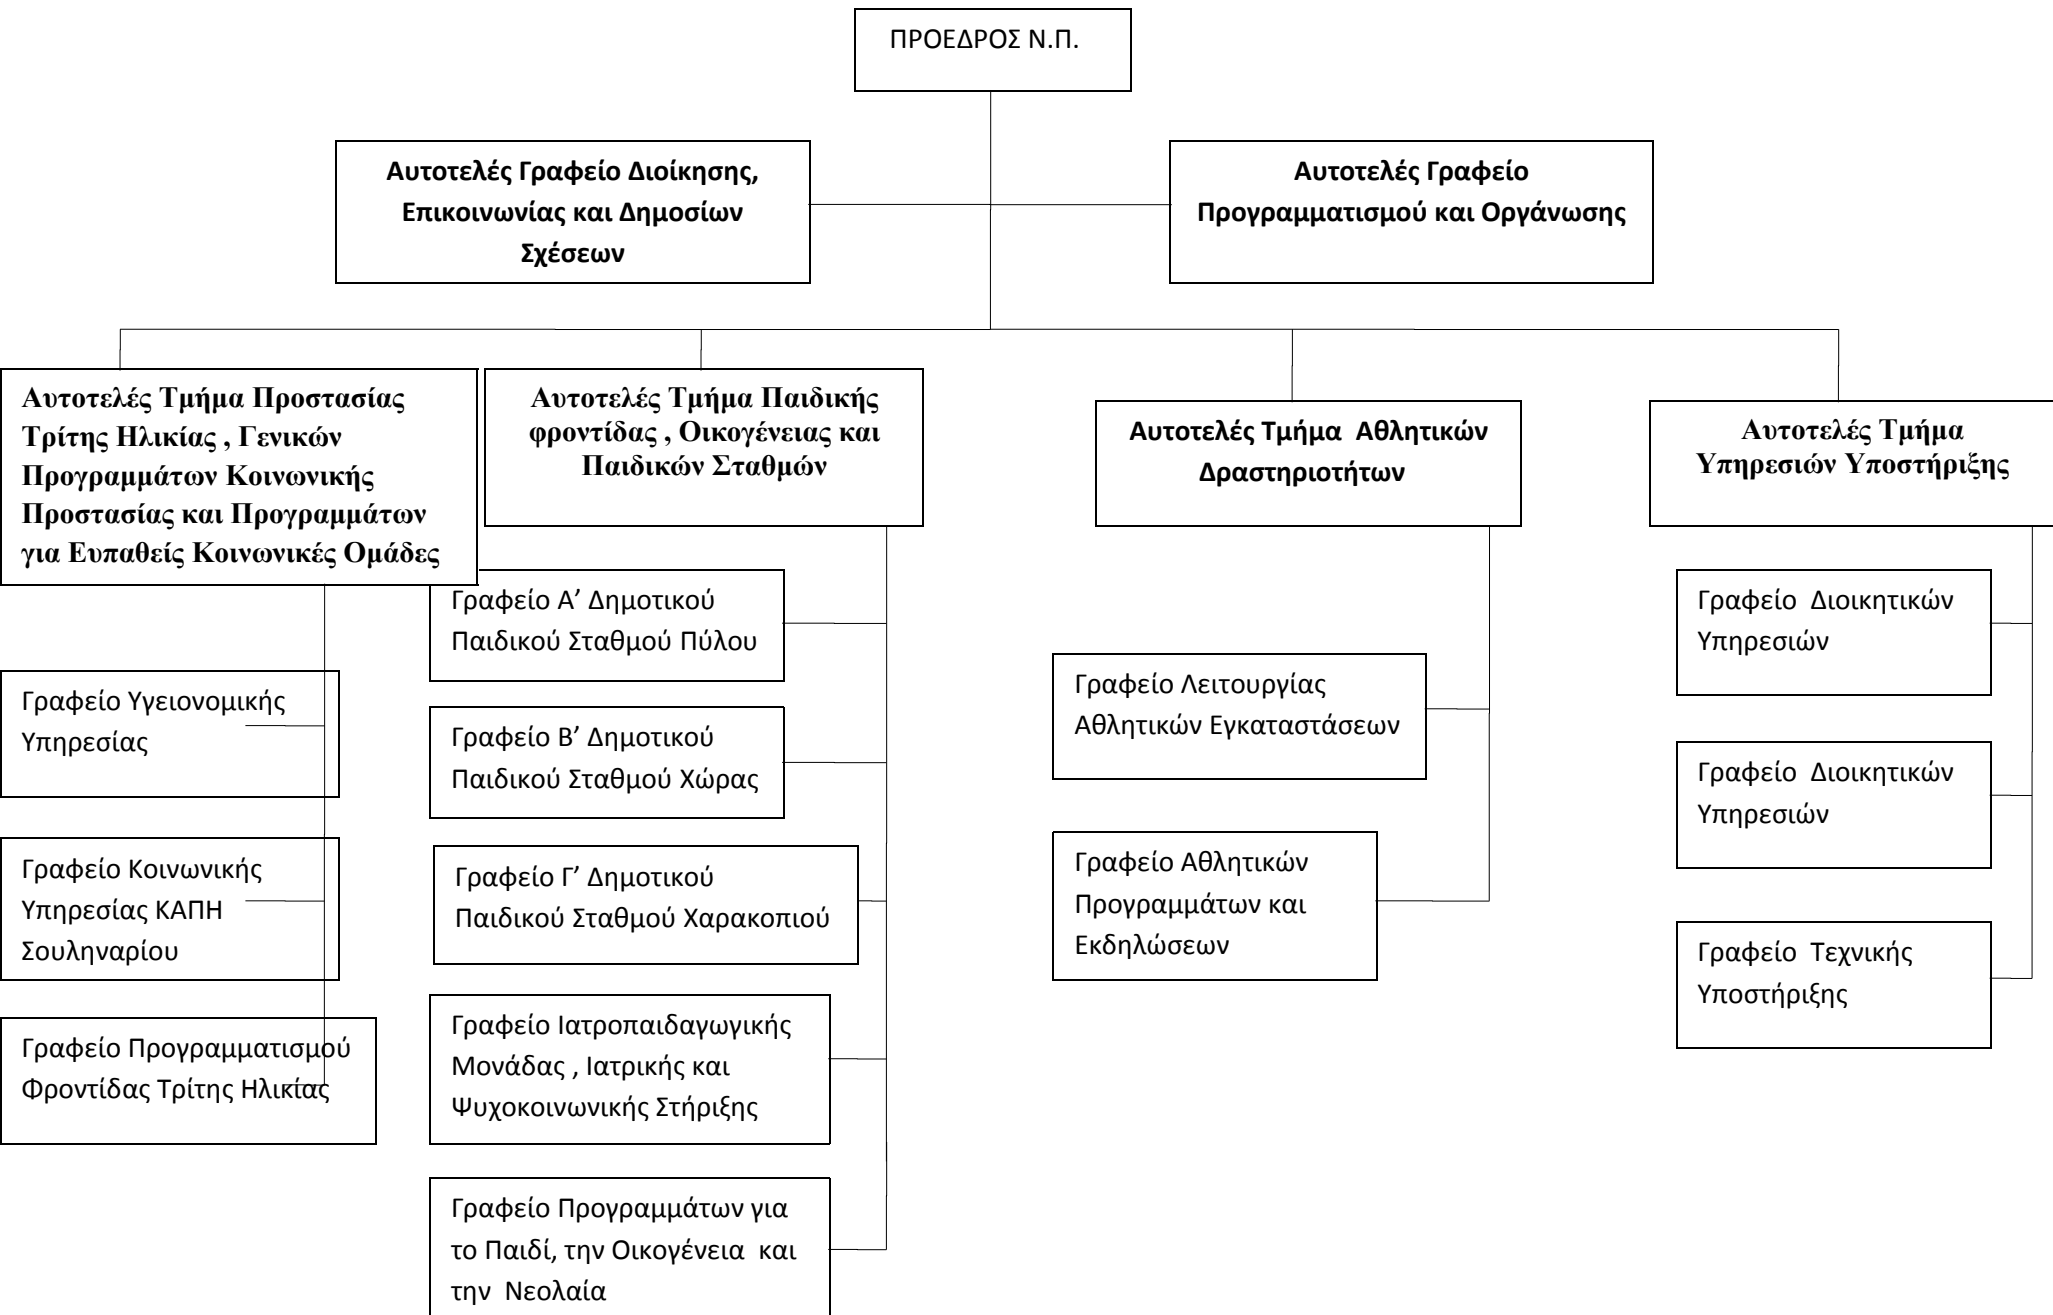 ΠΡΟΕΔΡΟΣ Ν.Π.
Αυτοτελές Γραφείο Διοίκησης,
Επικοινωνίας και Δημοσίων
Σχέσεων
Αυτοτελές Γραφείο
Προγραμματισμού και Οργάνωσης
Αυτοτελές Τμήμα Προστασίας
Τρίτης Ηλικίας , Γενικών
Προγραμμάτων Κοινωνικής
Προστασίας και Προγραμμάτων
για Ευπαθείς Κοινωνικές Ομάδες
Γραφείο Υγειονομικής
Υπηρεσίας
Γραφείο Κοινωνικής
Υπηρεσίας ΚΑΠΗ
Σουληναρίου
Γραφείο Προγραμματισμού
Φροντίδας Τρίτης Ηλικίας
Αυτοτελές Τμήμα Παιδικής
φροντίδας , Οικογένειας και
Παιδικών Σταθμών
Γραφείο Α’ Δημοτικού
Παιδικού Σταθμού Πύλου
Γραφείο Β’ Δημοτικού
Παιδικού Σταθμού Χώρας
Γραφείο Γ’ Δημοτικού
Παιδικού Σταθμού Χαρακοπιού
Γραφείο Ιατροπαιδαγωγικής
Μονάδας , Ιατρικής και
Ψυχοκοινωνικής Στήριξης
Γραφείο Προγραμμάτων για
το Παιδί, την Οικογένεια  και
την  Νεολαία
Αυτοτελές Τμήμα  Αθλητικών
Δραστηριοτήτων
Γραφείο Λειτουργίας
Αθλητικών Εγκαταστάσεων
Γραφείο Αθλητικών
Προγραμμάτων και
Εκδηλώσεων
Αυτοτελές Τμήμα
Υπηρεσιών Υποστήριξης
Γραφείο  Διοικητικών
Υπηρεσιών
Γραφείο  Διοικητικών
Υπηρεσιών
Γραφείο  Τεχνικής
Υποστήριξης